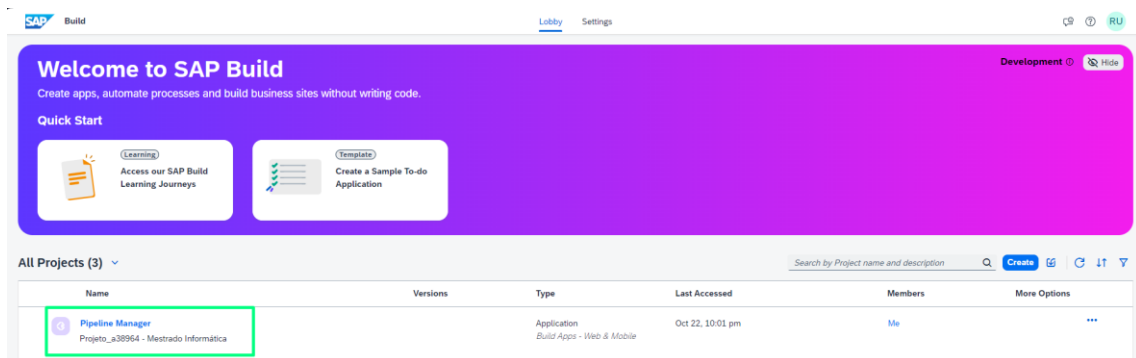 SAP Build Lobby Settings RU
Welcome to SAP Build
Development Hide
Create apps, automate processes and build business sites without writing code.
Quick Start
Learning
Access our SAP Build
Learning Journeys
Template
Create a Sample To-do
Application
All Projects (3) Search by Project name and description Create
Name Versions Type Last Accessed Members More Options
Pipeline Manager Application Oct 22, 10:01 pm Me
Projeto_a38964 - Mestrado Informática Build Apps - Web & Mobile